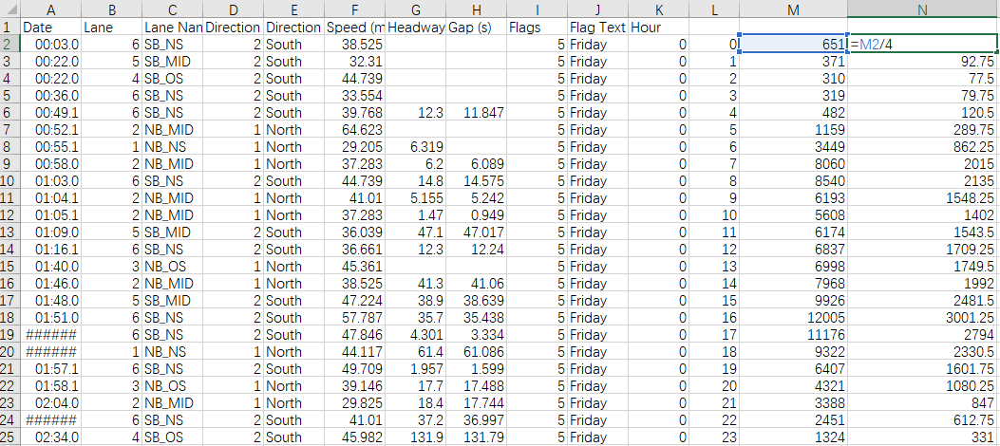 A B C D E F G H I J K L M N
1 Date Lane Lane Nan Direction Direction Speed (m Headway Gap (s) Flags Flag Text Hour
2 00:03.0 6 SB_NS 2 South 38.525 5 Friday 0 0 651 =M2/4
3 00:22.0 5 SB_MID 2 South 32.31 5 Friday 0 1 371 92.75
4 00:22.0 4 SB_OS 2 South 44.739 5 Friday 0 2 310 77.5
5 00:36.0 6 SB_NS 2 South 33.554 5 Friday 0 3 319 79.75
6 00:49.1 6 SB_NS 2 South 39.768 12.3 11.847 5 Friday 0 4 482 120.5
7 00:52.1 2 NB_MID 1 North 64.623 5 Friday 0 5 1159 289.75
8 00:55.1 1 NB_NS 1 North 29.205 6.319 5 Friday 0 6 3449 862.25
9 00:58.0 2 NB_MID 1 North 37.283 6.2 6.089 5 Friday 0 7 8060 2015
10 01:03.0 6 SB_NS 2 South 44.739 14.8 14.575 5 Friday 0 8 8540 2135
11 01:04.1 2 NB_MID 1 North 41.01 5.155 5.242 5 Friday 0 9 6193 1548.25
12 01:05.1 2 NB_MID 1 North 37.283 1.47 0.949 5 Friday 0 10 5608 1402
13 01:09.0 5 SB_MID 2 South 36.039 47.1 47.017 5 Friday 0 11 6174 1543.5
14 01:16.1 6 SB_NS 2 South 36.661 12.3 12.24 5 Friday 0 12 6837 1709.25
15 01:40.0 3 NB_OS 1 North 45.361 5 Friday 0 13 6998 1749.5
16 01:46.0 2 NB_MID 1 North 38.525 41.3 41.06 5 Friday 0 14 7968 1992
17 01:48.0 5 SB_MID 2 South 47.224 38.9 38.639 5 Friday 0 15 9926 2481.5
18 01:51.0 6 SB_NS 2 South 57.787 35.7 35.438 5 Friday 0 16 12005 3001.25
19 ###### 6 SB_NS 2 South 47.846 4.301 3.334 5 Friday 0 17 11176 2794
20 ###### 1 NB_NS 1 North 44.117 61.4 61.086 5 Friday 0 18 9322 2330.5
21 01:57.1 6 SB_NS 2 South 49.709 1.957 1.599 5 Friday 0 19 6407 1601.75
22 01:58.1 3 NB_OS 1 North 39.146 17.7 17.488 5 Friday 0 20 4321 1080.25
23 02:04.0 2 NB_MID 1 North 29.825 18.4 17.744 5 Friday 0 21 3388 847
24 ###### 6 SB_NS 2 South 41.01 37.2 36.997 5 Friday 0 22 2451 612.75
25 02:34.0 4 SB_OS 2 South 45.982 131.9 131.79 5 Friday 0 23 1324 331